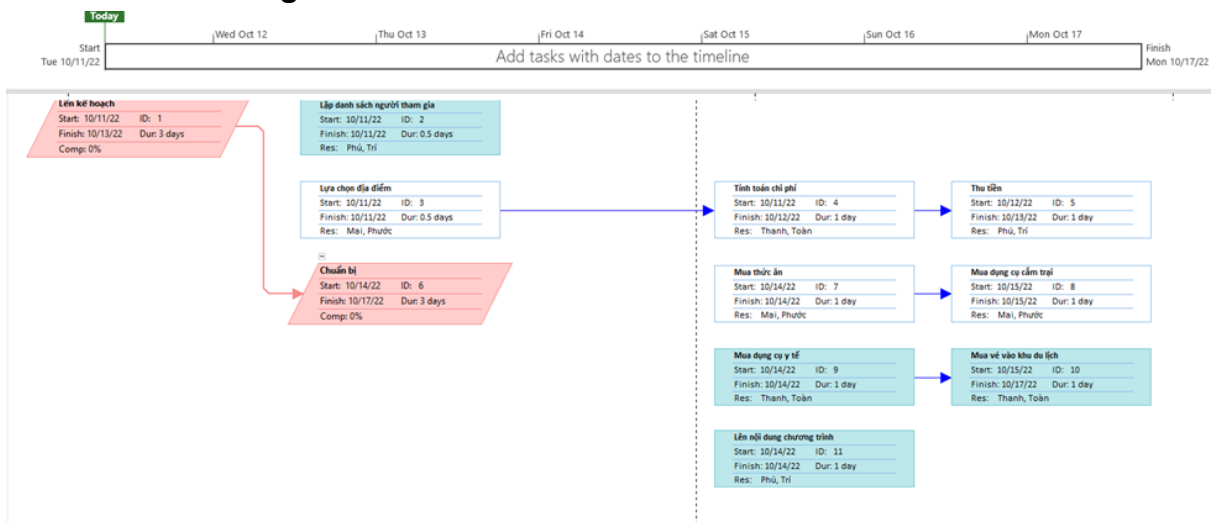 Today
Wed Oct 12
Thu Oct 13
Fri Oct 14
Sat Oct 15
Sun Oct 16
Mon Oct 17
Start
Tue 10/11/22
Add tasks with dates to the timeline
Finish
Mon 10/17/22
Lên kế hoạch
Start: 10/11/22 ID: 1
Finish: 10/13/22 Dur: 3 days
Comp: 0%
Lập danh sách người tham gia
Start: 10/11/22 ID: 2
Finish: 10/11/22 Dur: 0.5 days
Res: Phú, Trí
Lựa chọn địa điểm
Start: 10/11/22 ID: 3
Finish: 10/11/22 Dur: 0.5 days
Res: Mai, Phước
Tính toán chi phí
Start: 10/11/22 ID: 4
Finish: 10/12/22 Dur: 1 day
Res: Thanh, Toàn
Thu tiền
Start: 10/12/22 ID: 5
Finish: 10/13/22 Dur: 1 day
Res: Phú, Trí
Chuẩn bị
Start: 10/14/22 ID: 6
Finish: 10/17/22 Dur: 3 days
Comp: 0%
Mua thức ăn
Start: 10/14/22 ID: 7
Finish: 10/14/22 Dur: 1 day
Res: Mai, Phước
Mua dụng cụ cắm trại
Start: 10/15/22 ID: 8
Finish: 10/15/22 Dur: 1 day
Res: Mai, Phước
Mua dụng cụ y tế
Start: 10/14/22 ID: 9
Finish: 10/14/22 Dur: 1 day
Res: Thanh, Toàn
Mua vé vào khu du lịch
Start: 10/15/22 ID: 10
Finish: 10/17/22 Dur: 1 day
Res: Thanh, Toàn
Lên nội dung chương trình
Start: 10/14/22 ID: 11
Finish: 10/14/22 Dur: 1 day
Res: Phú, Trí